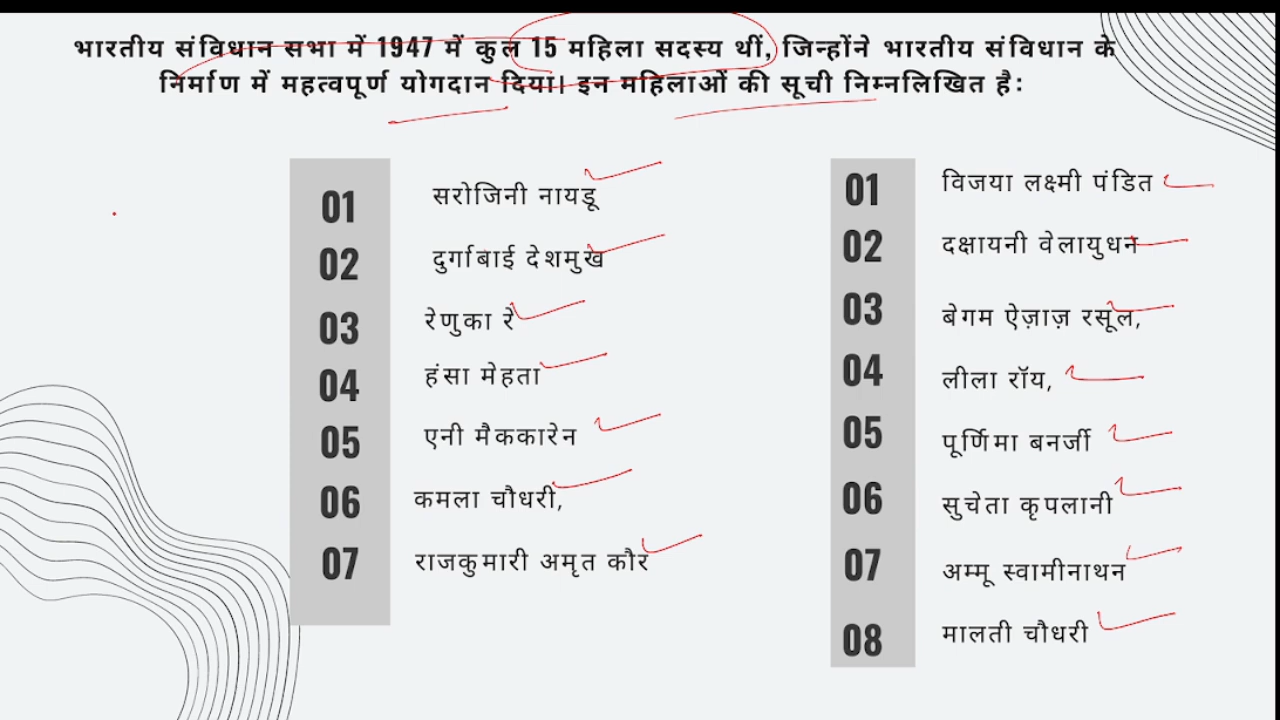 भारतीय संविधान सभा में 1947 में कुल 15 महिला सदस्य थीं, जिन्होंने भारतीय संविधान के
निर्माण में महत्वपूर्ण योगदान दिया। इन महिलाओं की सूची निम्नलिखित है:
01 सरोजिनी नायडू
02 दुर्गाबाई देशमुख
03 रेणुका रे
04 हंसा मेहता
05 एनी मैककारेन
06 कमला चौधरी,
07 राजकुमारी अमृत कौर
01 विजया लक्ष्मी पंडित
02 दक्षायनी वेलायुधन
03 बेगम ऐज़ाज़ रसूल,
04 लीला रॉय,
05 पूर्णिमा बनर्जी
06 सुचेता कृपलानी
07 अम्मू स्वामीनाथन
08 मालती चौधरी